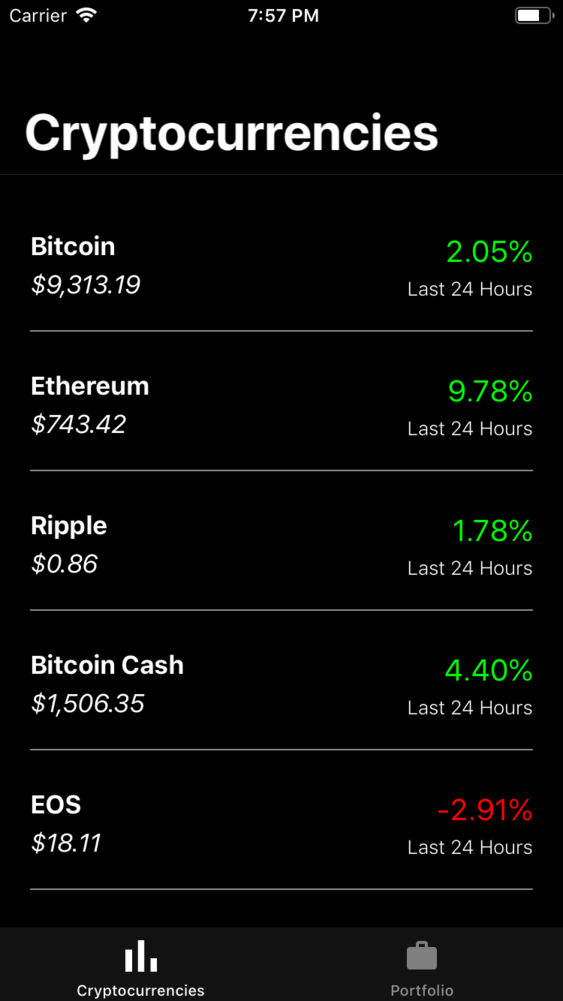 Carrier 7:57 PM
Cryptocurrencies
Bitcoin 2.05%
$9,313.19 Last 24 Hours
Ethereum 9.78%
$743.42 Last 24 Hours
Ripple 1.78%
$0.86 Last 24 Hours
Bitcoin Cash 4.40%
$1,506.35 Last 24 Hours
EOS -2.91%
$18.11 Last 24 Hours
Cryptocurrencies Portfolio